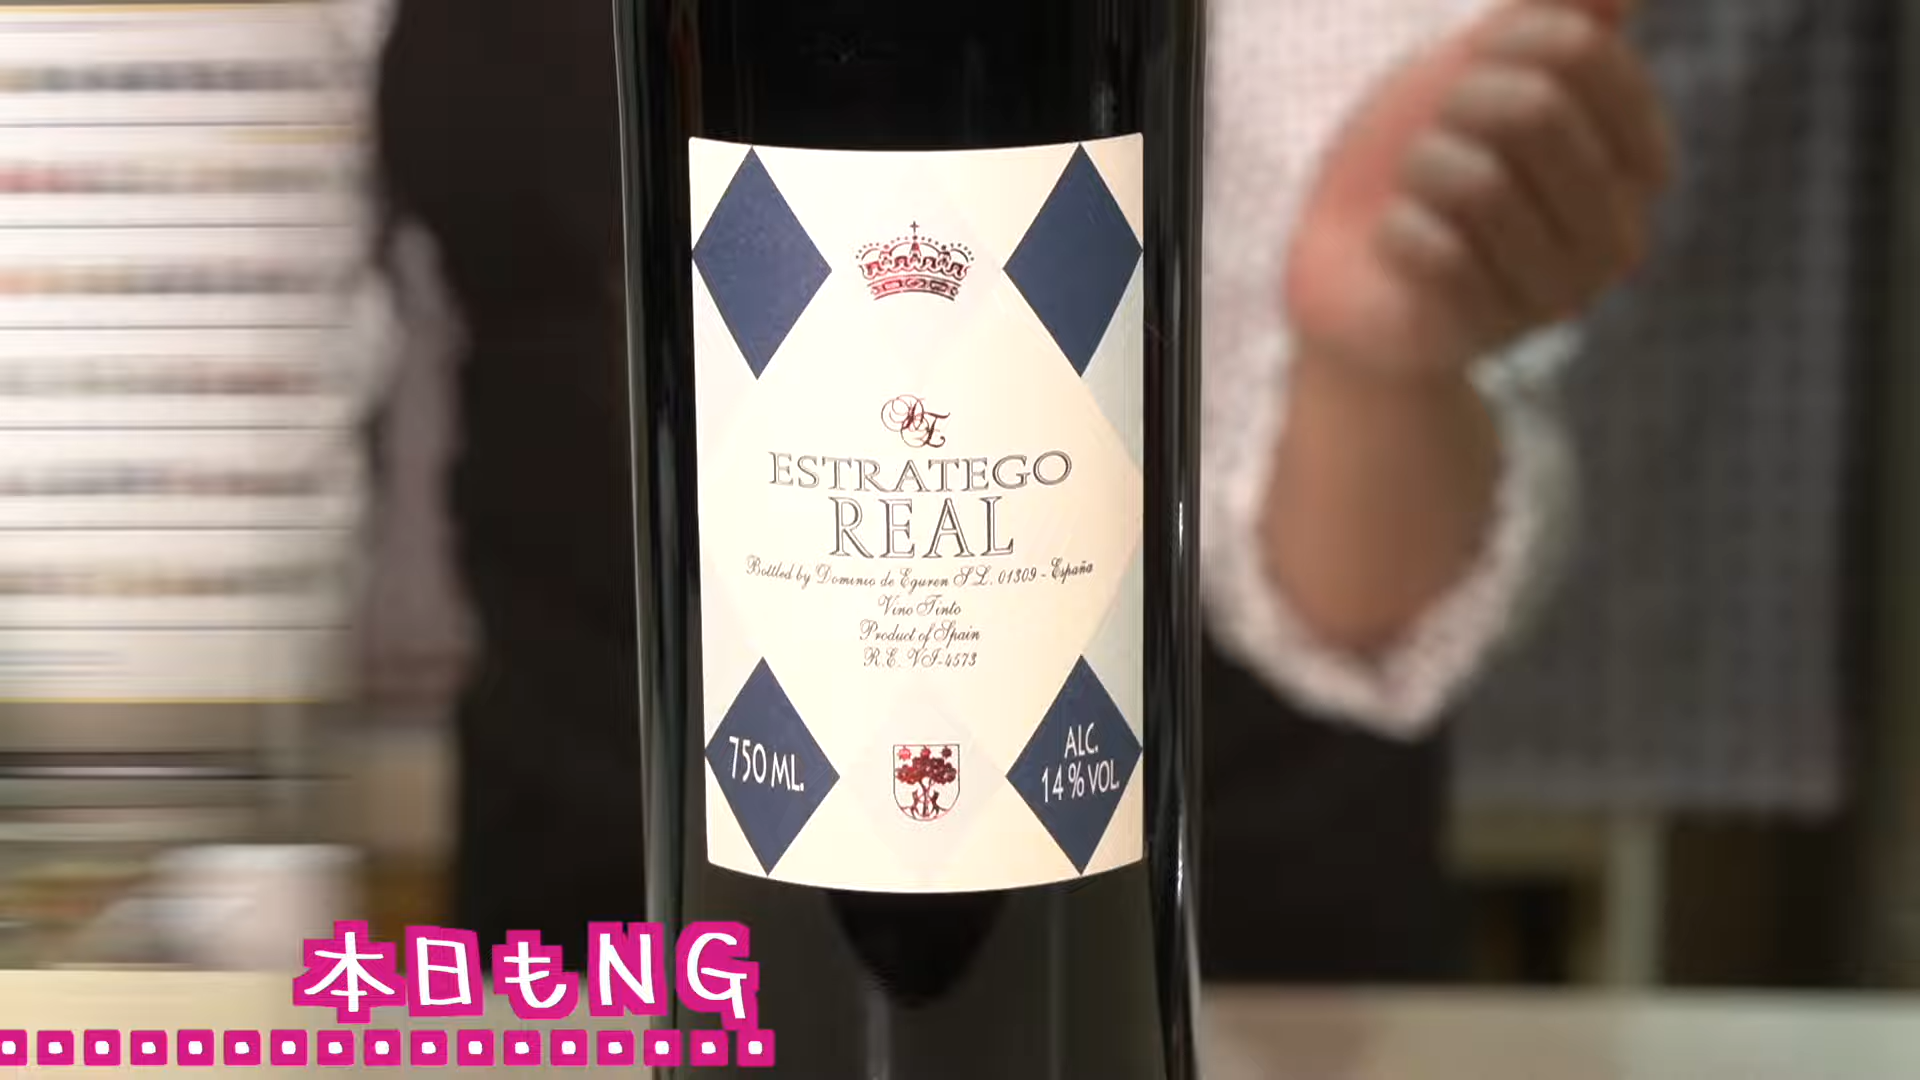 DE
ESTRATEGO
REAL
Bottled by Dominio de Eguren S.L. 01309 - España
Vino Tinto
Product of Spain
R.E. VI-4573
750 ML.
ALC.
14 % VOL.
本日もNG